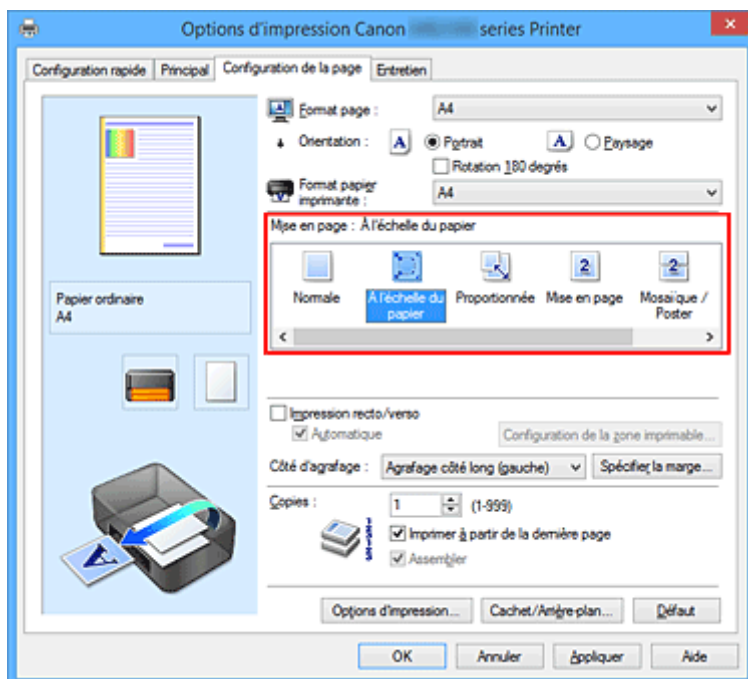 Options d'impression Canon series Printer
Configuration rapide Principal Configuration de la page Entretien
Format page : A4
Orientation : A Portrait A Paysage
Rotation 180 degrés
Format papier
imprimante : A4
Mise en page : À l'échelle du papier
2 2
Normale À l'échelle du
papier Proportionnée Mise en page Mosaïque /
Poster
Papier ordinaire
A4
Impression recto/verso
Automatique Configuration de la zone imprimable...
Côté d'agrafage : Agrafage côté long (gauche) Spécifier la marge...
Copies : 1 (1-999)
Imprimer à partir de la dernière page
Assembler
A
Options d'impression... Cachet/Arrière-plan... Défaut
OK Annuler Appliquer Aide